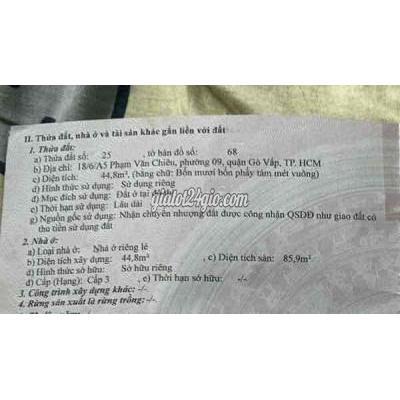 II. Thửa đất, nhà ở và tài sản khác gắn liền với đất
1. Thửa đất:
a) Thửa đất số: 25 , tờ bản đồ số: 68
b) Địa chỉ: 18/6/A5 Phạm Văn Chiêu, phường 09, quận Gò Vấp, TP. HCM
c) Diện tích: 44,8m², (bằng chữ: Bốn mươi bốn phẩy tám mét vuông)
d) Hình thức sử dụng: Sử dụng riêng
đ) Mục đích sử dụng: Đất ở tại
gialo124gio.com
e) Thời hạn sử dụng: Lâu dài
g) Nguồn gốc sử dụng: Nhận chuyển nhượng đất được công nhận QSDĐ như giao đất có
thu tiền sử dụng đất
2. Nhà ở:
a) Loại nhà ở: Nhà ở riêng lẻ
b) Diện tích xây dựng: 44,8m² , c) Diện tích sàn: 85,9m²
d) Hình thức sở hữu: Sở hữu riêng
đ) Cấp (Hạng): Cấp 3 , e) Thời hạn sở hữu: -/-
3. Công trình xây dựng khác: -/-
4. Rừng sản xuất là rừng trồng: -/-